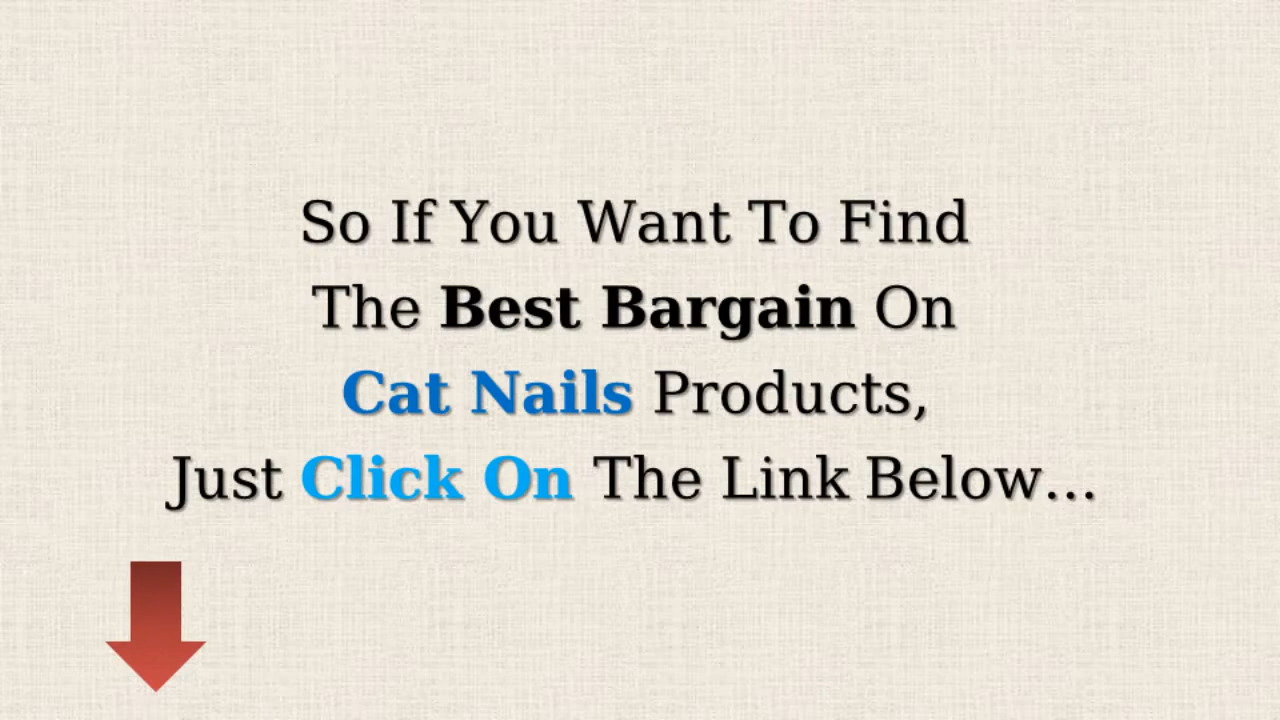 So If You Want To Find
The Best Bargain On
Cat Nails Products,
Just Click On The Link Below...